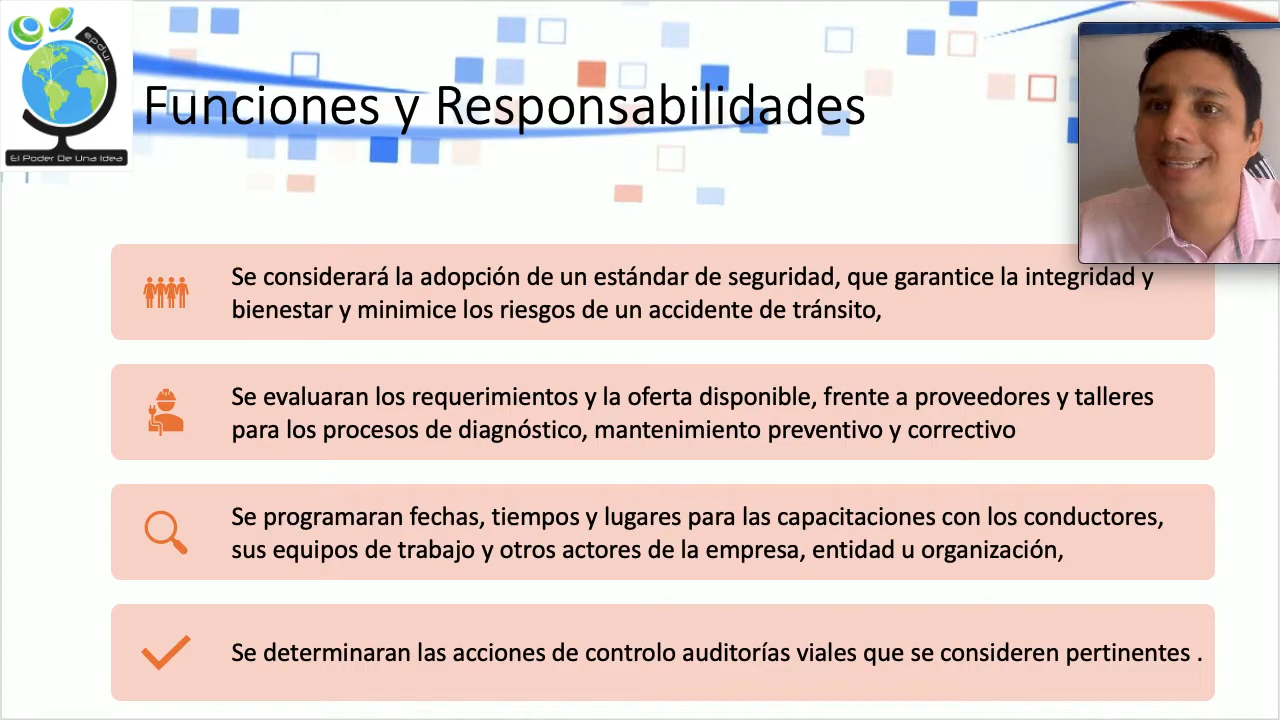 epdui
El Poder De Una Idea
Funciones y Responsabilidades
Se considerará la adopción de un estándar de seguridad, que garantice la integridad y
bienestar y minimice los riesgos de un accidente de tránsito,
Se evaluaran los requerimientos y la oferta disponible, frente a proveedores y talleres
para los procesos de diagnóstico, mantenimiento preventivo y correctivo
Se programaran fechas, tiempos y lugares para las capacitaciones con los conductores,
sus equipos de trabajo y otros actores de la empresa, entidad u organización,
Se determinaran las acciones de controlo auditorías viales que se consideren pertinentes .